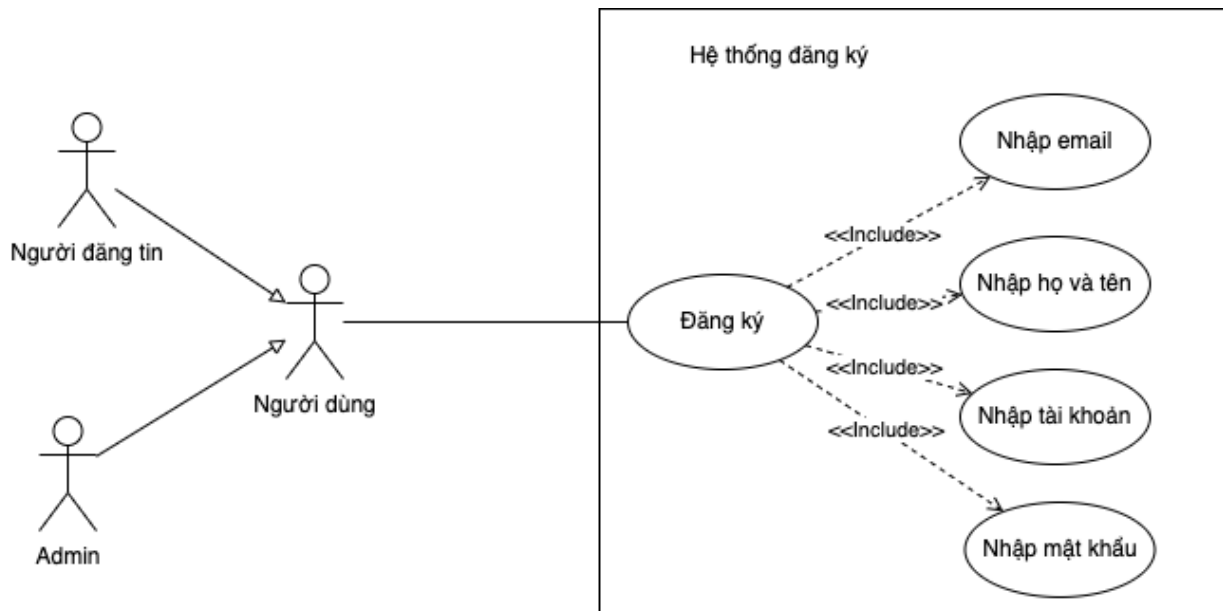 Hệ thống đăng ký
Nhập email
<<Include>>
Người đăng tin
Nhập họ và tên
<<Include>>
Đăng ký
<<Include>>
Người dùng
Nhập tài khoản
<<Include>>
Nhập mật khẩu
Admin